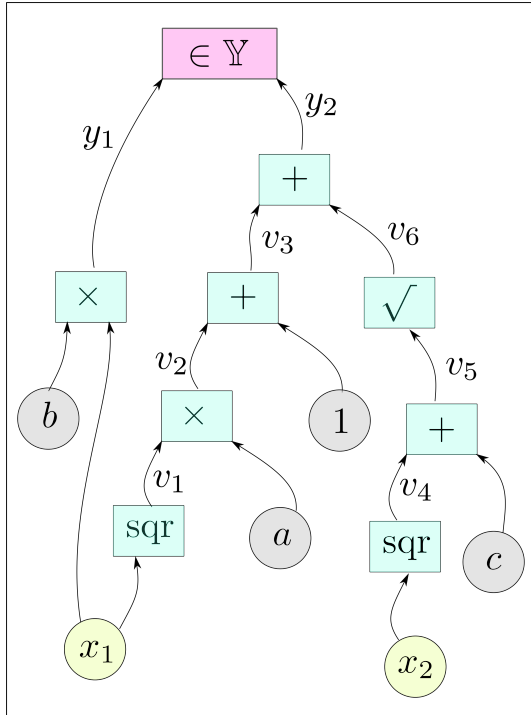 ∈ 𝕐
y₁
y₂
+
v₃
v₆
×
+
√
v₂
v₅
b
×
1
+
v₁
v₄
sqr
a
sqr
c
x₁
x₂